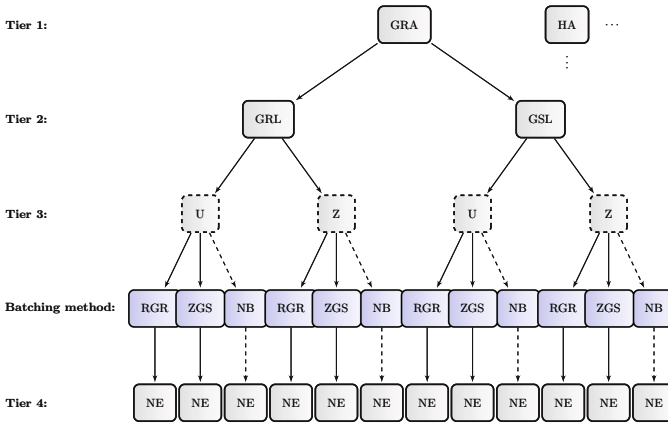 Tier 1: GRA HA ...
⋮
Tier 2: GRL GSL
Tier 3: U Z U Z
Batching method: RGR ZGS NB RGR ZGS NB RGR ZGS NB RGR ZGS NB
Tier 4: NE NE NE NE NE NE NE NE NE NE NE NE